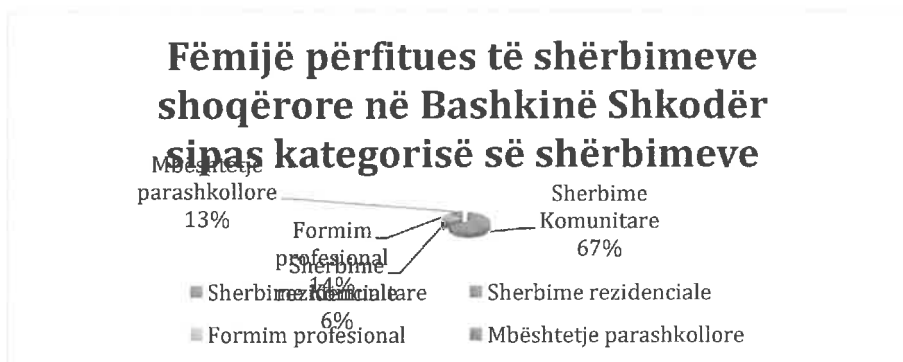 Fëmijë përfitues të shërbimeve
shoqërore në Bashkinë Shkodër
sipas kategorisë së shërbimeve
Mbështetje
parashkollore
13%
Sherbime
Komunitare
67%
Formim
profesional
14%
Sherbime
rezidenciale
6%
Sherbime Komunitare
Sherbime rezidenciale
Formim profesional
Mbështetje parashkollore